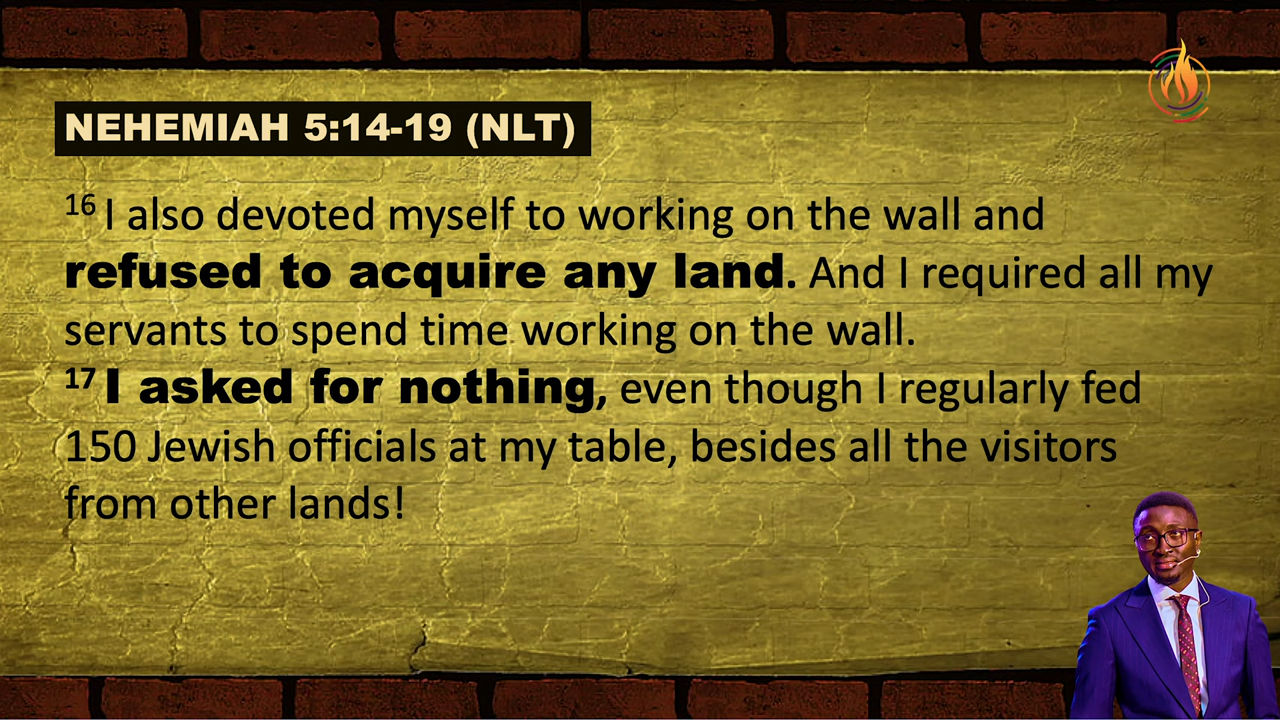 NEHEMIAH 5:14-19 (NLT)
16 I also devoted myself to working on the wall and
refused to acquire any land. And I required all my
servants to spend time working on the wall.
17 I asked for nothing, even though I regularly fed
150 Jewish officials at my table, besides all the visitors
from other lands!